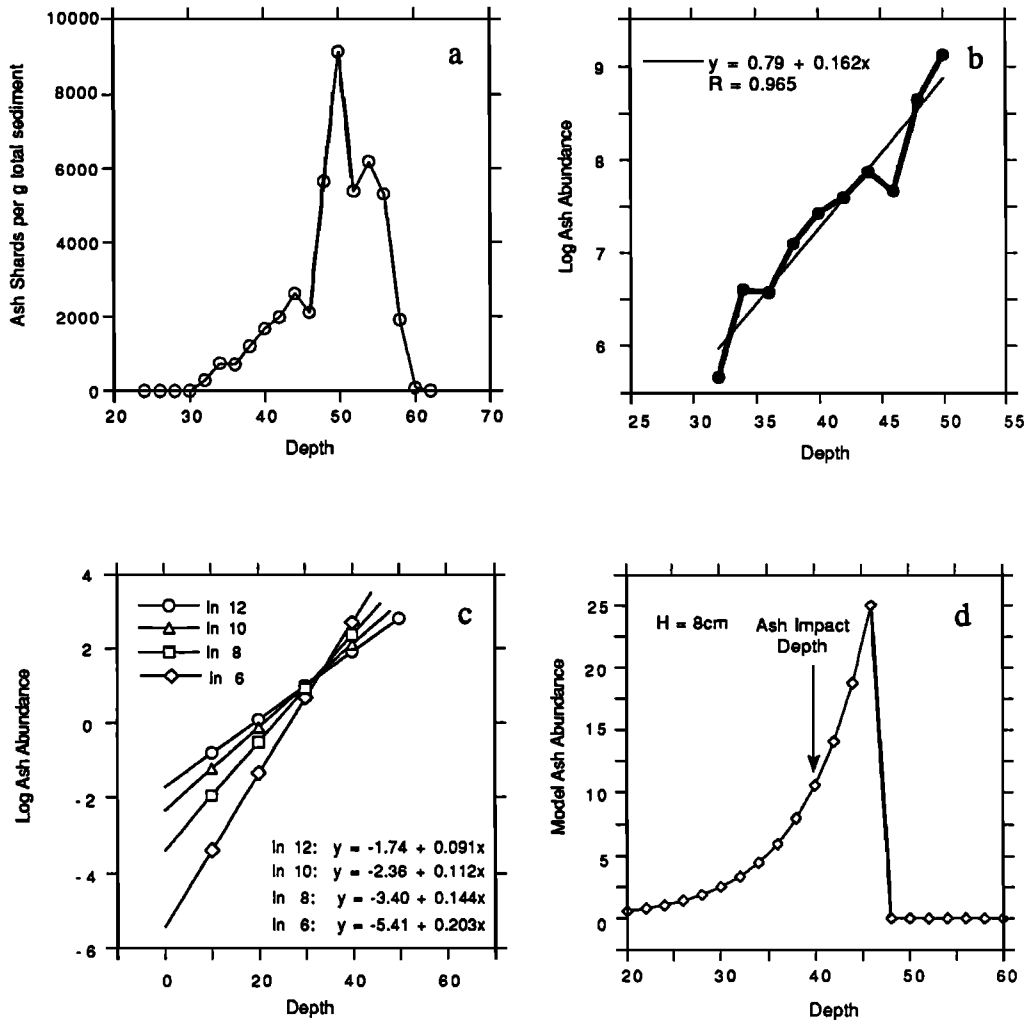 a
Ash Shards per g total sediment
10000
8000
6000
4000
2000
0
20 30 40 50 60 70
Depth
b
y = 0.79 + 0.162x
R = 0.965
Log Ash Abundance
9
8
7
6
25 30 35 40 45 50 55
Depth
c
ln 12
ln 10
ln 8
ln 6
Log Ash Abundance
4
2
0
-2
-4
-6
ln 12: y = -1.74 + 0.091x
ln 10: y = -2.36 + 0.112x
ln 8: y = -3.40 + 0.144x
ln 6: y = -5.41 + 0.203x
0 20 40 60
Depth
d
H = 8cm
Ash Impact
Depth
Model Ash Abundance
25
20
15
10
5
0
20 30 40 50 60
Depth